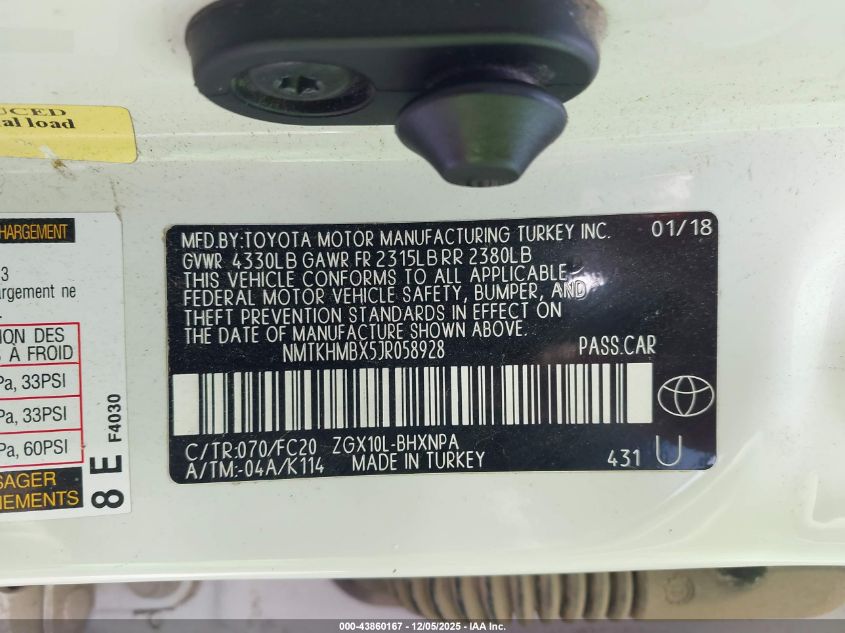 UCED
al load
HARGEMENT
3
argement ne
ION DES
S À FROID
Pa, 33PSI
Pa, 33PSI
Pa, 60PSI
SAGER
NEMENTS
8 E F4030
MFD.BY:TOYOTA MOTOR MANUFACTURING TURKEY INC. 01/18
GVWR 4330LB GAWR FR 2315LB RR 2380LB
THIS VEHICLE CONFORMS TO ALL APPLICABLE
FEDERAL MOTOR VEHICLE SAFETY, BUMPER, AND
THEFT PREVENTION STANDARDS IN EFFECT ON
THE DATE OF MANUFACTURE SHOWN ABOVE.
NMTKHMBX5JR058928 PASS.CAR
C/TR:070/FC20 ZGX10L-BHXNPA
A/TM:-04A/K114 MADE IN TURKEY 431 U
000-43860167 - 12/05/2025 - IAA Inc.